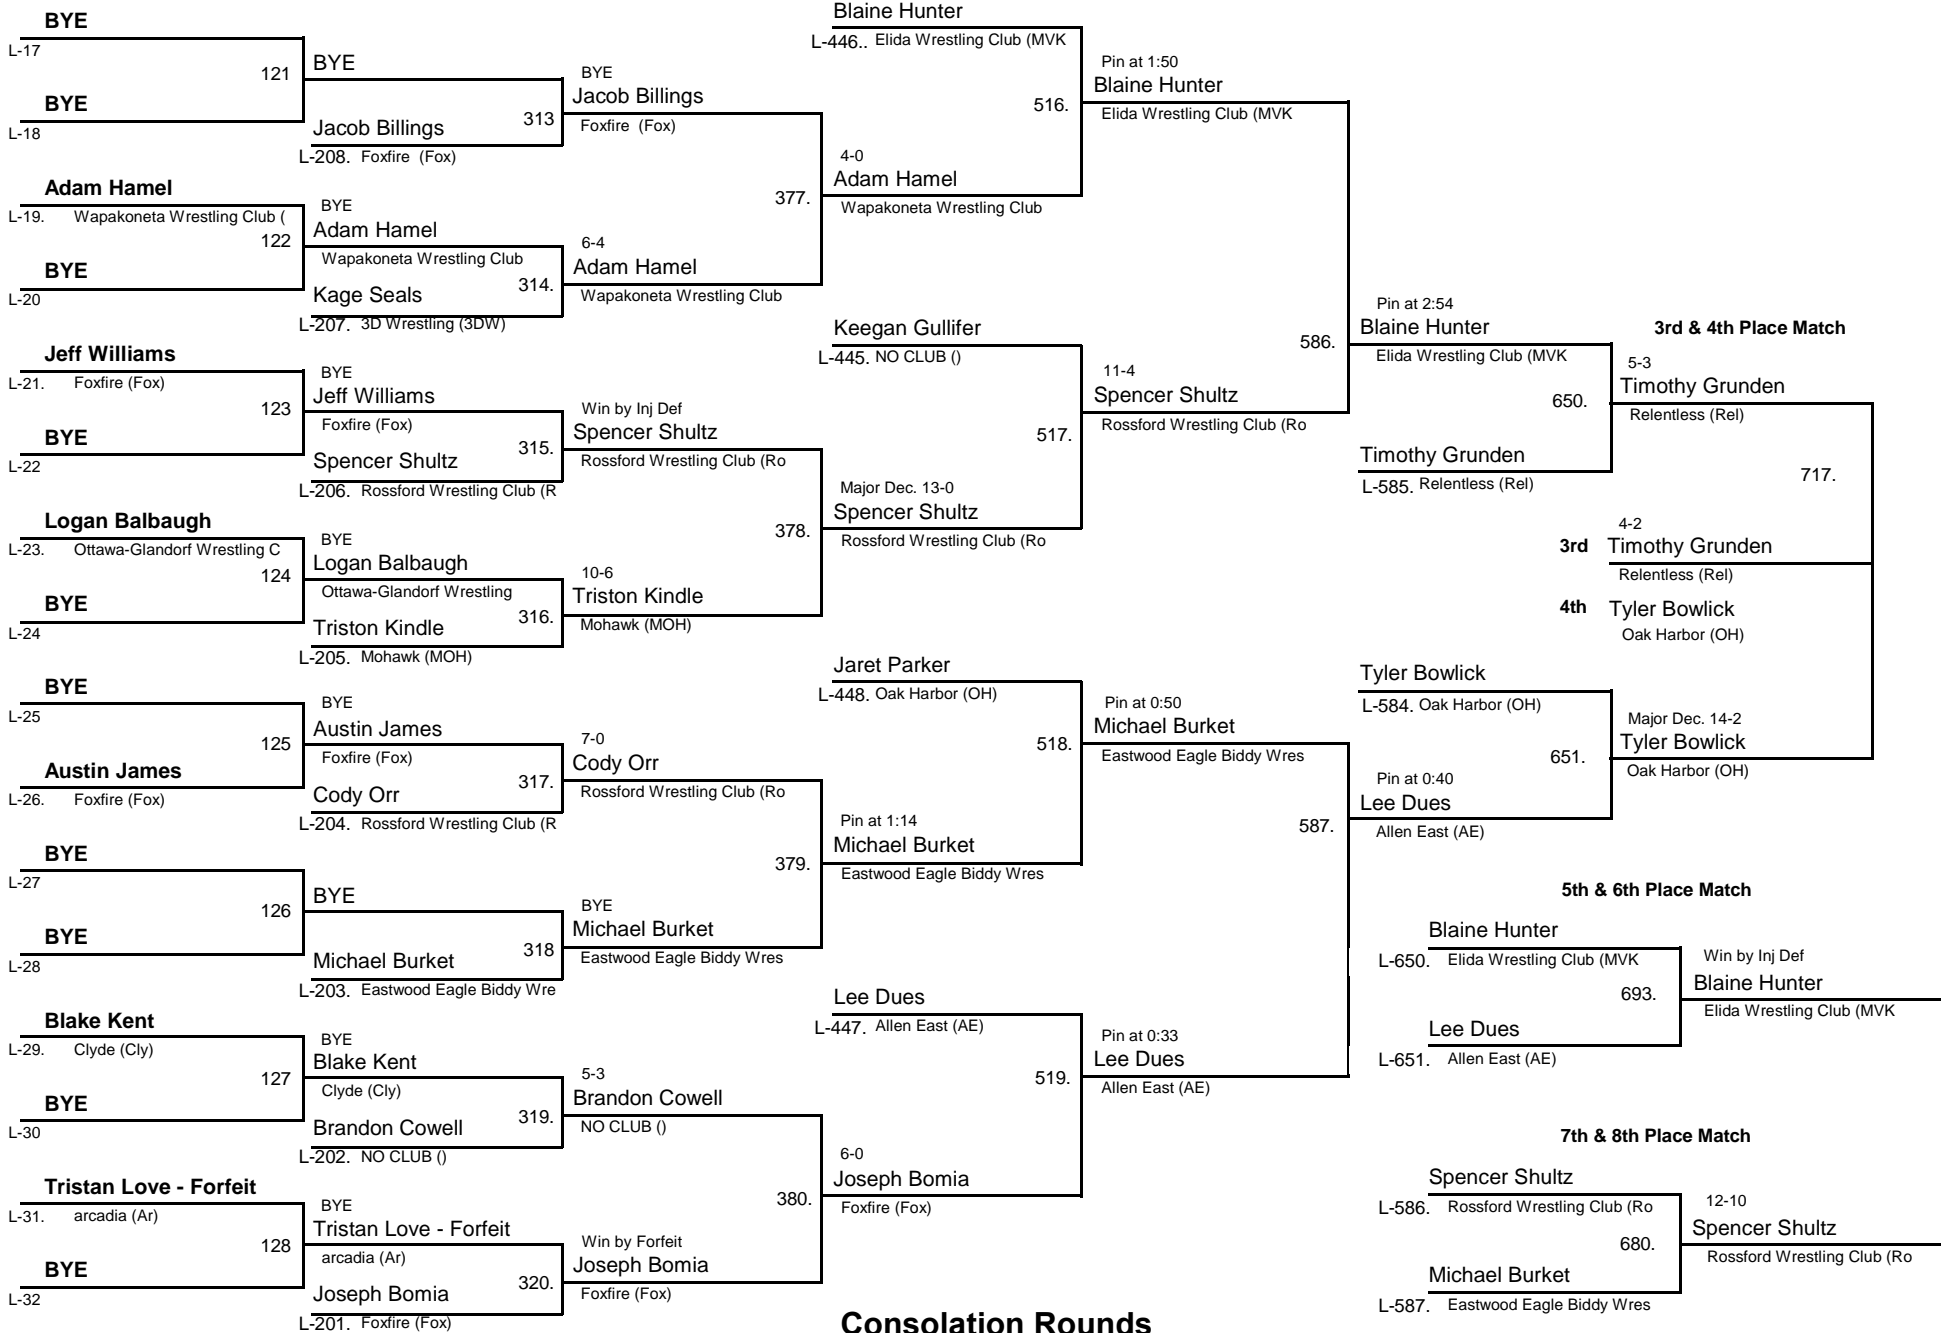 BYE
L-17
121
BYE
L-18
Adam Hamel
L-19. Wapakoneta Wrestling Club (
122
BYE
L-20
Jeff Williams
L-21. Foxfire (Fox)
123
BYE
L-22
Logan Balbaugh
L-23. Ottawa-Glandorf Wrestling C
124
BYE
L-24
BYE
L-25
125
Austin James
L-26. Foxfire (Fox)
BYE
L-27
126
BYE
L-28
Blake Kent
L-29. Clyde (Cly)
127
BYE
L-30
Tristan Love - Forfeit
L-31. arcadia (Ar)
128
BYE
L-32
BYE
313
Jacob Billings
L-208. Foxfire (Fox)
BYE
Adam Hamel
Wapakoneta Wrestling Club
314.
Kage Seals
L-207. 3D Wrestling (3DW)
BYE
Jeff Williams
Foxfire (Fox)
315.
Spencer Shultz
L-206. Rossford Wrestling Club (R
BYE
Logan Balbaugh
Ottawa-Glandorf Wrestling
316.
Triston Kindle
L-205. Mohawk (MOH)
BYE
Austin James
Foxfire (Fox)
317.
Cody Orr
L-204. Rossford Wrestling Club (R
BYE
318
Michael Burket
L-203. Eastwood Eagle Biddy Wre
BYE
Blake Kent
Clyde (Cly)
319.
Brandon Cowell
L-202. NO CLUB ()
BYE
Tristan Love - Forfeit
arcadia (Ar)
320.
Joseph Bomia
L-201. Foxfire (Fox)
BYE
Jacob Billings
Foxfire (Fox)
377.
6-4
Adam Hamel
Wapakoneta Wrestling Club
Win by Inj Def
Spencer Shultz
Rossford Wrestling Club (Ro
378.
10-6
Triston Kindle
Mohawk (MOH)
7-0
Cody Orr
Rossford Wrestling Club (Ro
379.
BYE
Michael Burket
Eastwood Eagle Biddy Wres
5-3
Brandon Cowell
NO CLUB ()
380.
Win by Forfeit
Joseph Bomia
Foxfire (Fox)
Blaine Hunter
L-446.. Elida Wrestling Club (MVK
516.
4-0
Adam Hamel
Wapakoneta Wrestling Club
Keegan Gullifer
L-445. NO CLUB ()
517.
Major Dec. 13-0
Spencer Shultz
Rossford Wrestling Club (Ro
Jaret Parker
L-448. Oak Harbor (OH)
518.
Pin at 1:14
Michael Burket
Eastwood Eagle Biddy Wres
Lee Dues
L-447. Allen East (AE)
519.
6-0
Joseph Bomia
Foxfire (Fox)
Pin at 1:50
Blaine Hunter
Elida Wrestling Club (MVK
586.
11-4
Spencer Shultz
Rossford Wrestling Club (Ro
Pin at 0:50
Michael Burket
Eastwood Eagle Biddy Wres
587.
Pin at 0:33
Lee Dues
Allen East (AE)
Pin at 2:54
Blaine Hunter
Elida Wrestling Club (MVK
650.
Timothy Grunden
L-585. Relentless (Rel)
Tyler Bowlick
L-584. Oak Harbor (OH)
651.
Pin at 0:40
Lee Dues
Allen East (AE)
3rd & 4th Place Match
5-3
Timothy Grunden
Relentless (Rel)
717.
4-2
3rd Timothy Grunden
Relentless (Rel)
4th Tyler Bowlick
Oak Harbor (OH)
Major Dec. 14-2
Tyler Bowlick
Oak Harbor (OH)
5th & 6th Place Match
Blaine Hunter
L-650. Elida Wrestling Club (MVK
693.
Lee Dues
L-651. Allen East (AE)
Win by Inj Def
Blaine Hunter
Elida Wrestling Club (MVK
7th & 8th Place Match
Spencer Shultz
L-586. Rossford Wrestling Club (Ro
680.
Michael Burket
L-587. Eastwood Eagle Biddy Wres
12-10
Spencer Shultz
Rossford Wrestling Club (Ro
Consolation Rounds